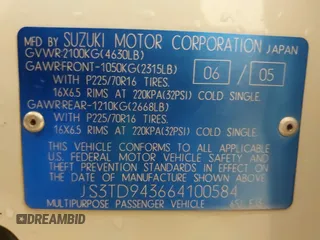 MFD BY SUZUKI MOTOR CORPORATION JAPAN
GVWR-2100KG(4630LB)
GAWR:FRONT-1050KG(2315LB)
WITH P225/70R16 TIRES.
06 / 05
16X6.5 RIMS AT 220KPA(32PSI) COLD SINGLE.
GAWR:REAR-1210KG(2668LB)
WITH P225/70R16 TIRES.
16X6.5 RIMS AT 220KPA(32PSI) COLD SINGLE.
THIS VEHICLE CONFORMS TO ALL APPLICABLE
FEDERAL MOTOR VEHICLE SAFETY STANDARDS
IN EFFECT ON THE DATE OF MANUFACTURE
SHOWN ABOVE.
JS3TD943664100584
MULTIPURPOSE PASSENGER VEHICLE
DREAMBID